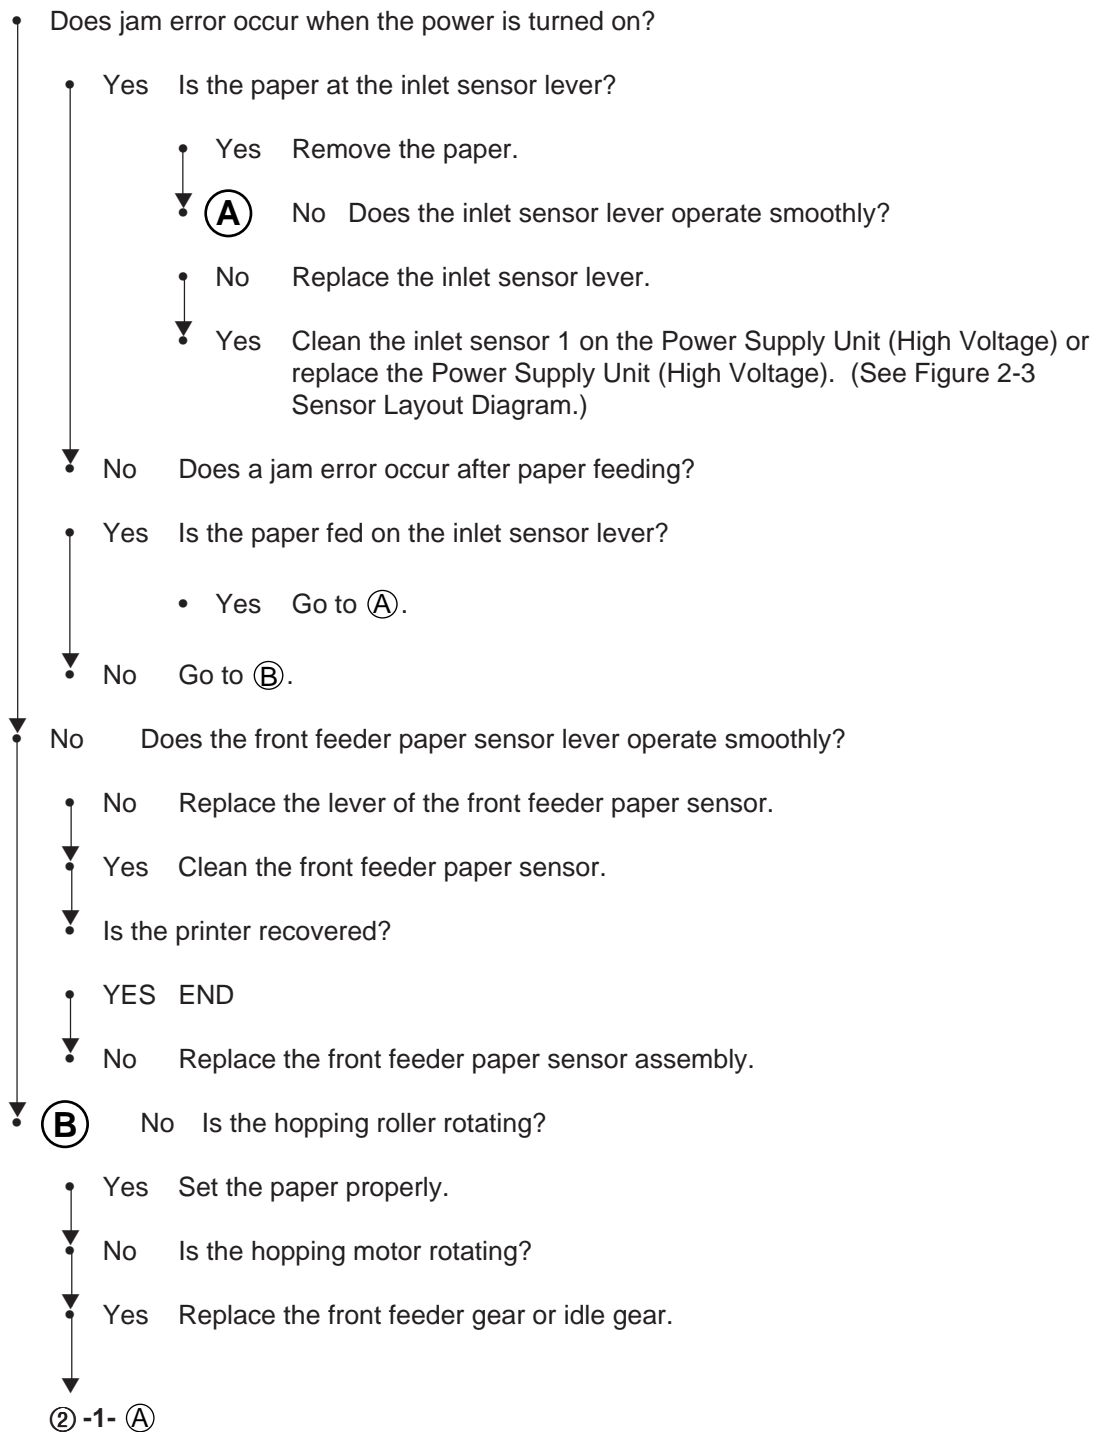 • Does jam error occur when the power is turned on?
• Yes Is the paper at the inlet sensor lever?
• Yes Remove the paper.
• Ⓐ No Does the inlet sensor lever operate smoothly?
• No Replace the inlet sensor lever.
• Yes Clean the inlet sensor 1 on the Power Supply Unit (High Voltage) or
replace the Power Supply Unit (High Voltage). (See Figure 2-3
Sensor Layout Diagram.)
• No Does a jam error occur after paper feeding?
• Yes Is the paper fed on the inlet sensor lever?
• Yes Go to Ⓐ.
• No Go to Ⓑ.
• No Does the front feeder paper sensor lever operate smoothly?
• No Replace the lever of the front feeder paper sensor.
• Yes Clean the front feeder paper sensor.
• Is the printer recovered?
• YES END
• No Replace the front feeder paper sensor assembly.
• Ⓑ No Is the hopping roller rotating?
• Yes Set the paper properly.
• No Is the hopping motor rotating?
• Yes Replace the front feeder gear or idle gear.
② -1- Ⓐ